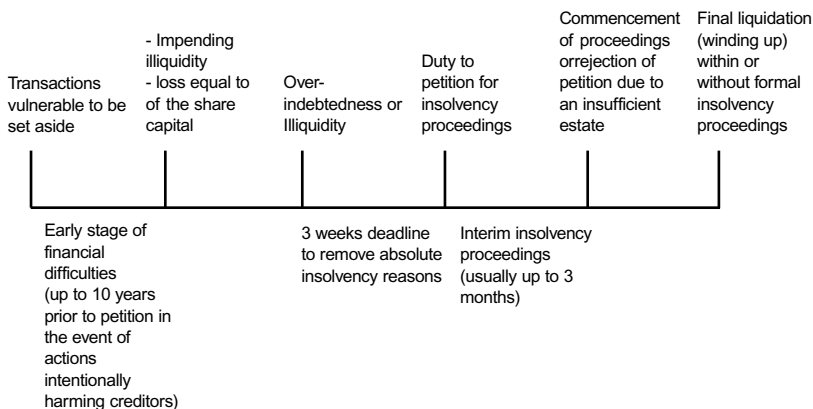 Transactions
vulnerable to be
set aside
- Impending
illiquidity
- loss equal to
of the share
capital
Over-
indebtedness or
Illiquidity
Duty to
petition for
insolvency
proceedings
Commencement
of proceedings
orrejection of
petition due to
an insufficient
estate
Final liquidation
(winding up)
within or
without formal
insolvency
proceedings
Early stage of
financial
difficulties
(up to 10 years
prior to petition in
the event of
actions
intentionally
harming creditors)
3 weeks deadline
to remove absolute
insolvency reasons
Interim insolvency
proceedings
(usually up to 3
months)